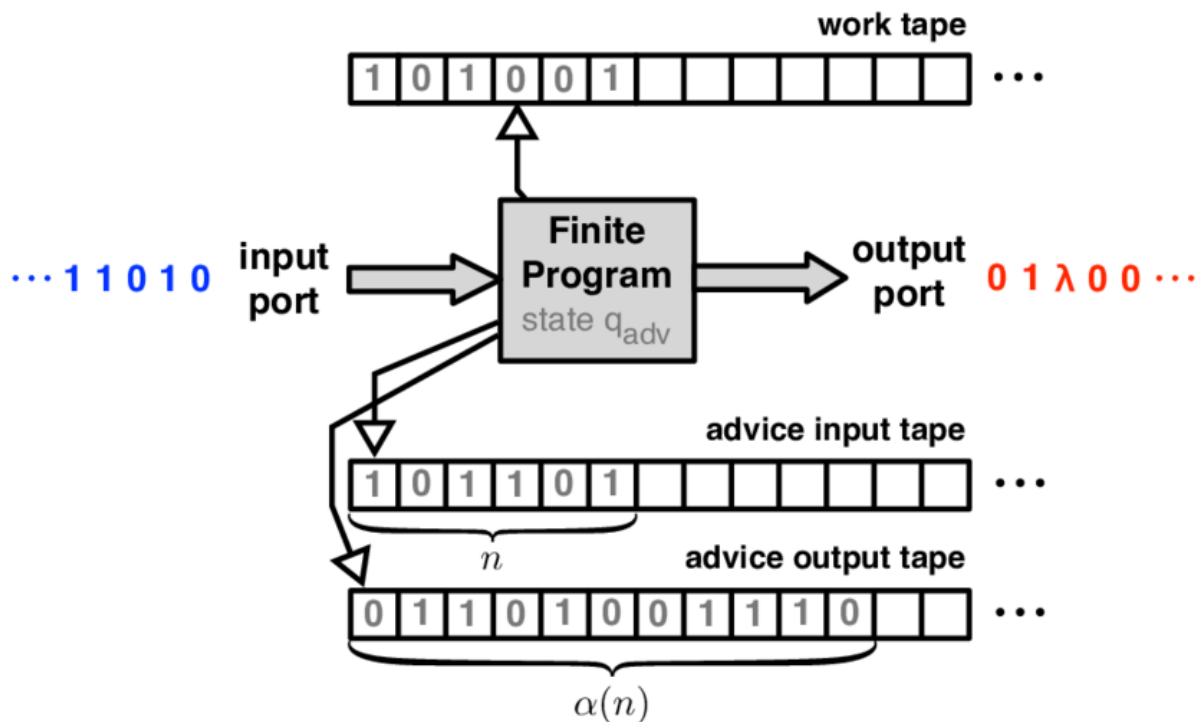 work tape
1 0 1 0 0 1 ···
··· 1 1 0 1 0
input port
Finite Program
state q_adv
output port
0 1 λ 0 0 ···
advice input tape
1 0 1 1 0 1 ···
n
advice output tape
0 1 1 0 1 0 0 1 1 1 0 ···
α(n)